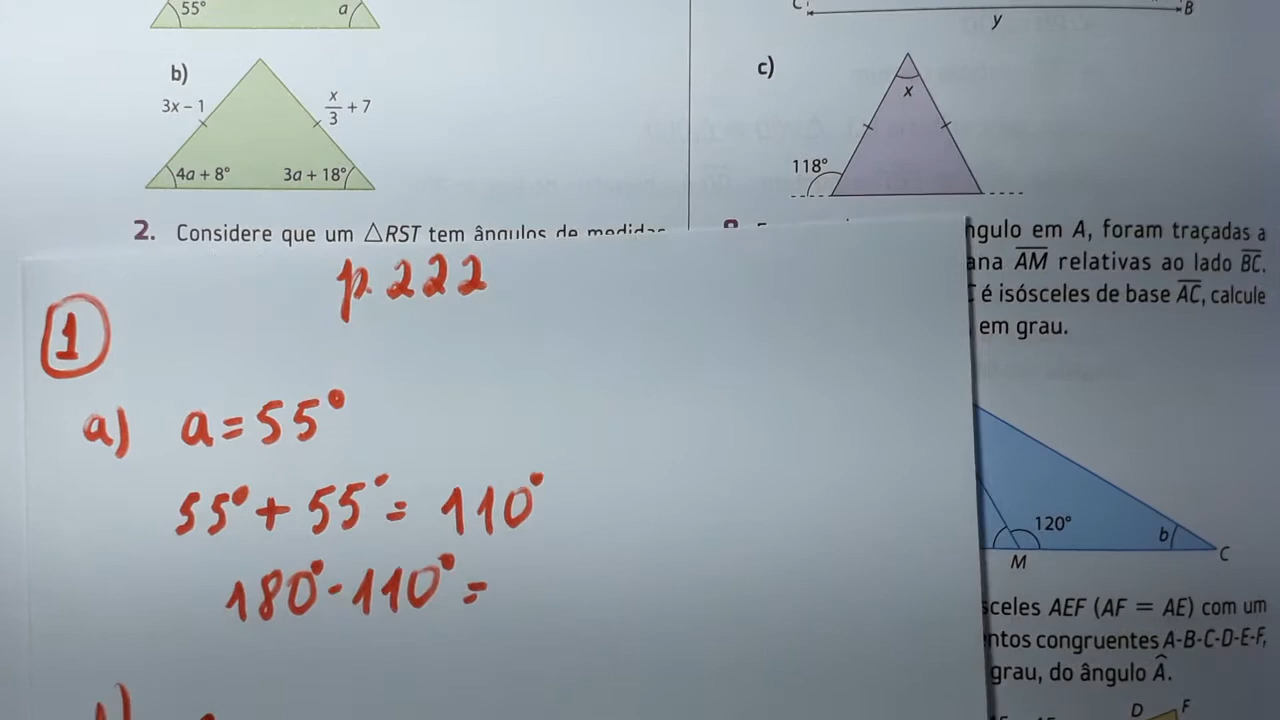 55°
a
b)
3x – 1
x/3 + 7
4a + 8°
3a + 18°
2. Considere que um △RST tem ângulos de medidas
B
y
c)
x
118°
ngulo em A, foram traçadas a
ana AM relativas ao lado BC.
é isósceles de base AC, calcule
em grau.
120°
b
M
C
sceles AEF (AF = AE) com um
ntos congruentes A-B-C-D-E-F,
grau, do ângulo Â.
D
F
p. 222
1
a) a = 55°
55° + 55° = 110°
180° - 110° =